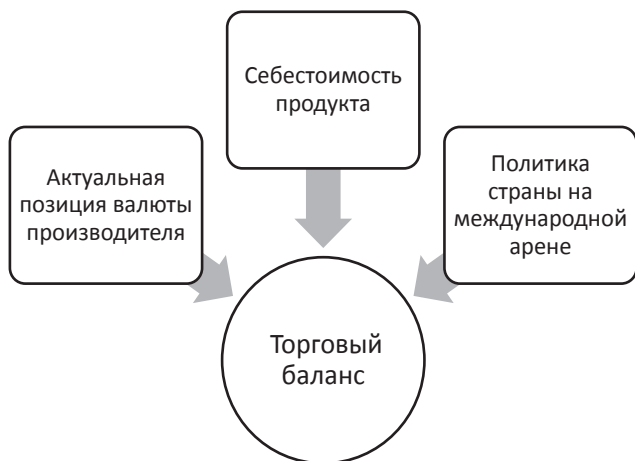 Себестоимость
продукта
Актуальная
позиция валюты
производителя
Политика
страны на
международной
арене
Торговый
баланс